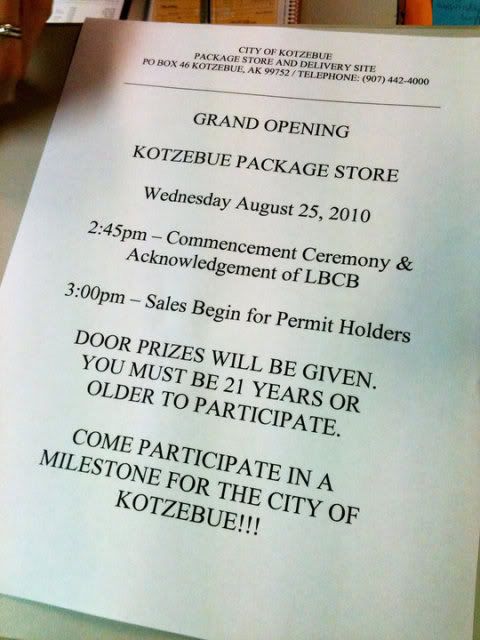 CITY OF KOTZEBUE
PACKAGE STORE AND DELIVERY SITE
PO BOX 46 KOTZEBUE, AK 99752 / TELEPHONE: (907) 442-4000
GRAND OPENING
KOTZEBUE PACKAGE STORE
Wednesday August 25, 2010
2:45pm – Commencement Ceremony &
Acknowledgement of LBCB
3:00pm – Sales Begin for Permit Holders
DOOR PRIZES WILL BE GIVEN.
YOU MUST BE 21 YEARS OR
OLDER TO PARTICIPATE.
COME PARTICIPATE IN A
MILESTONE FOR THE CITY OF
KOTZEBUE!!!